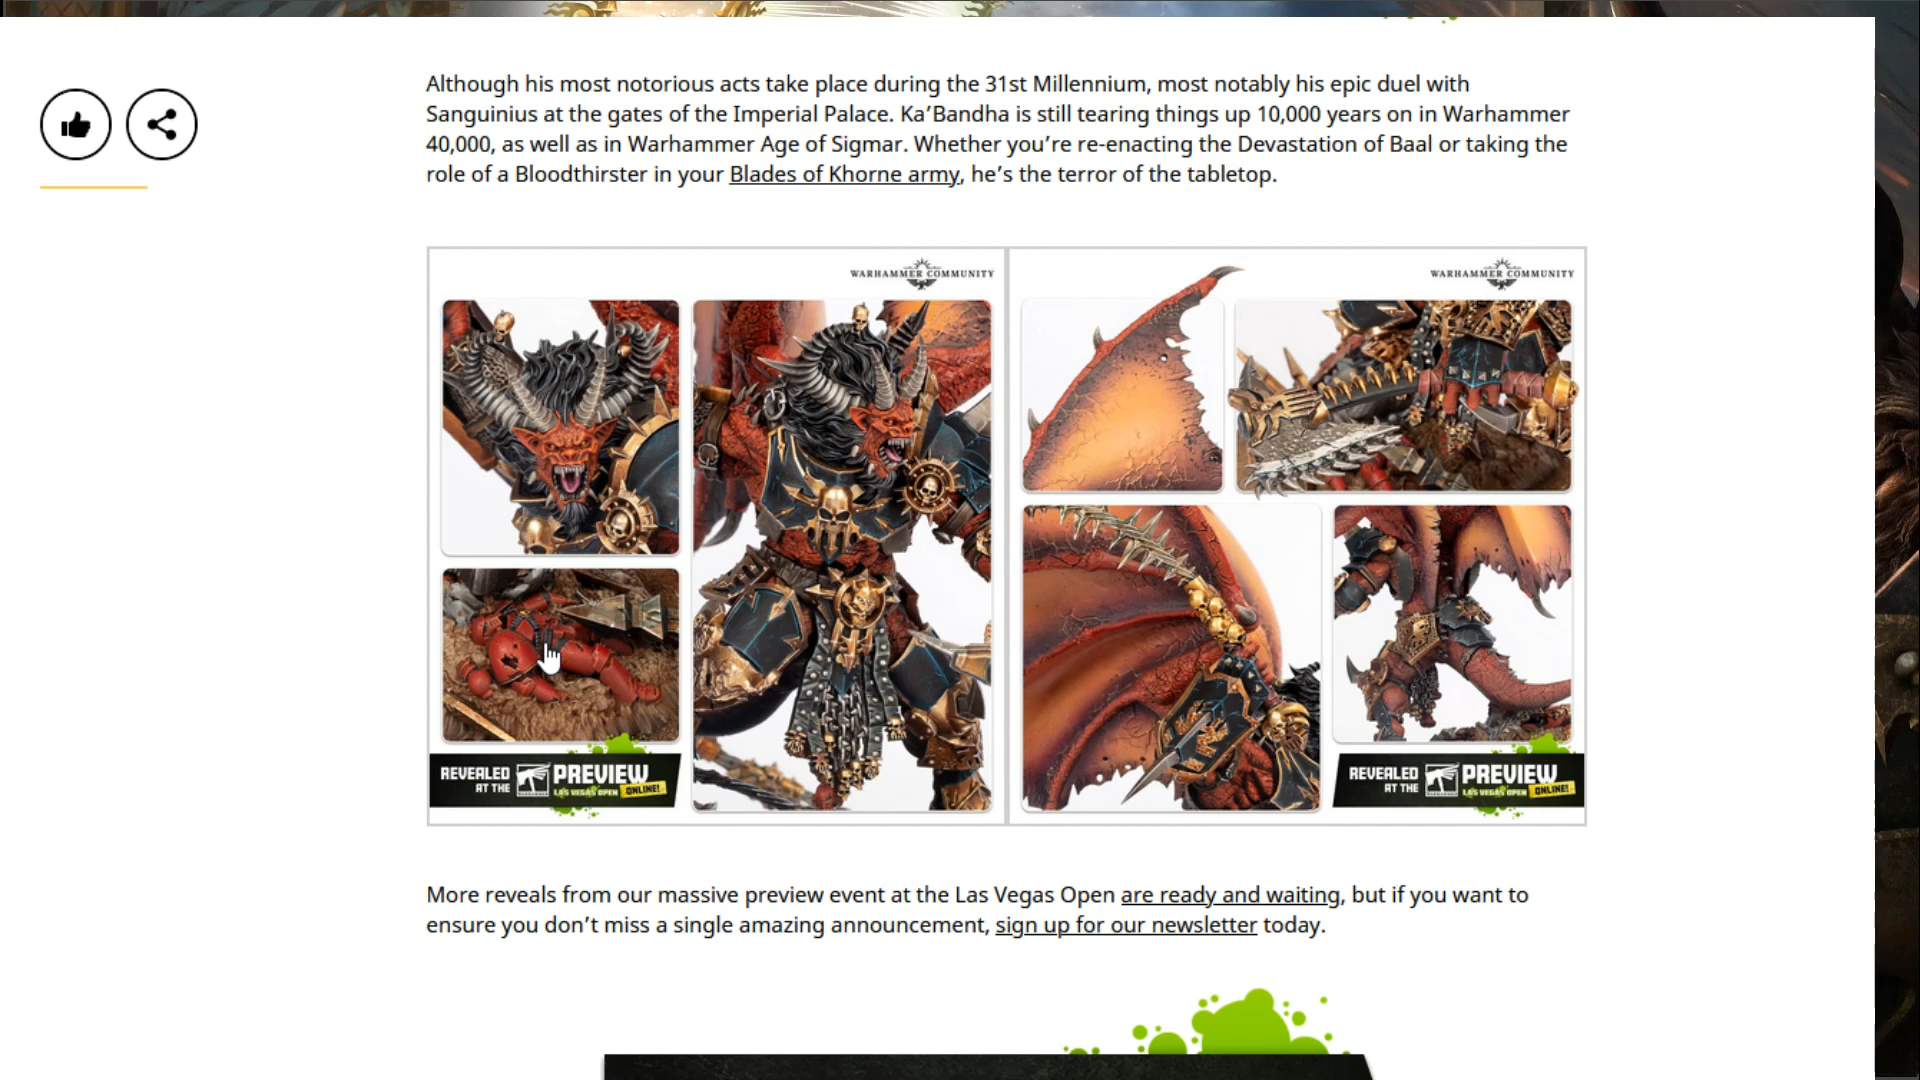 Although his most notorious acts take place during the 31st Millennium, most notably his epic duel with
Sanguinius at the gates of the Imperial Palace. Ka’Bandha is still tearing things up 10,000 years on in Warhammer
40,000, as well as in Warhammer Age of Sigmar. Whether you’re re-enacting the Devastation of Baal or taking the
role of a Bloodthirster in your Blades of Khorne army, he’s the terror of the tabletop.
WARHAMMER COMMUNITY
WARHAMMER COMMUNITY
REVEALED
AT THE
PREVIEW
LAS VEGAS OPEN ONLINE!
REVEALED
AT THE
PREVIEW
LAS VEGAS OPEN ONLINE!
More reveals from our massive preview event at the Las Vegas Open are ready and waiting, but if you want to
ensure you don’t miss a single amazing announcement, sign up for our newsletter today.